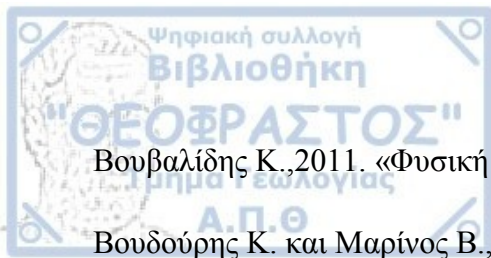 Ψηφιακή συλλογή
Βιβλιοθήκη
"ΘΕΟΦΡΑΣΤΟΣ"
Βουβαλίδης Κ.,2011. «Φυσική
Τμήμα Γεωλογίας
Α.Π.Θ
Βουδούρης Κ. και Μαρίνος Β.,